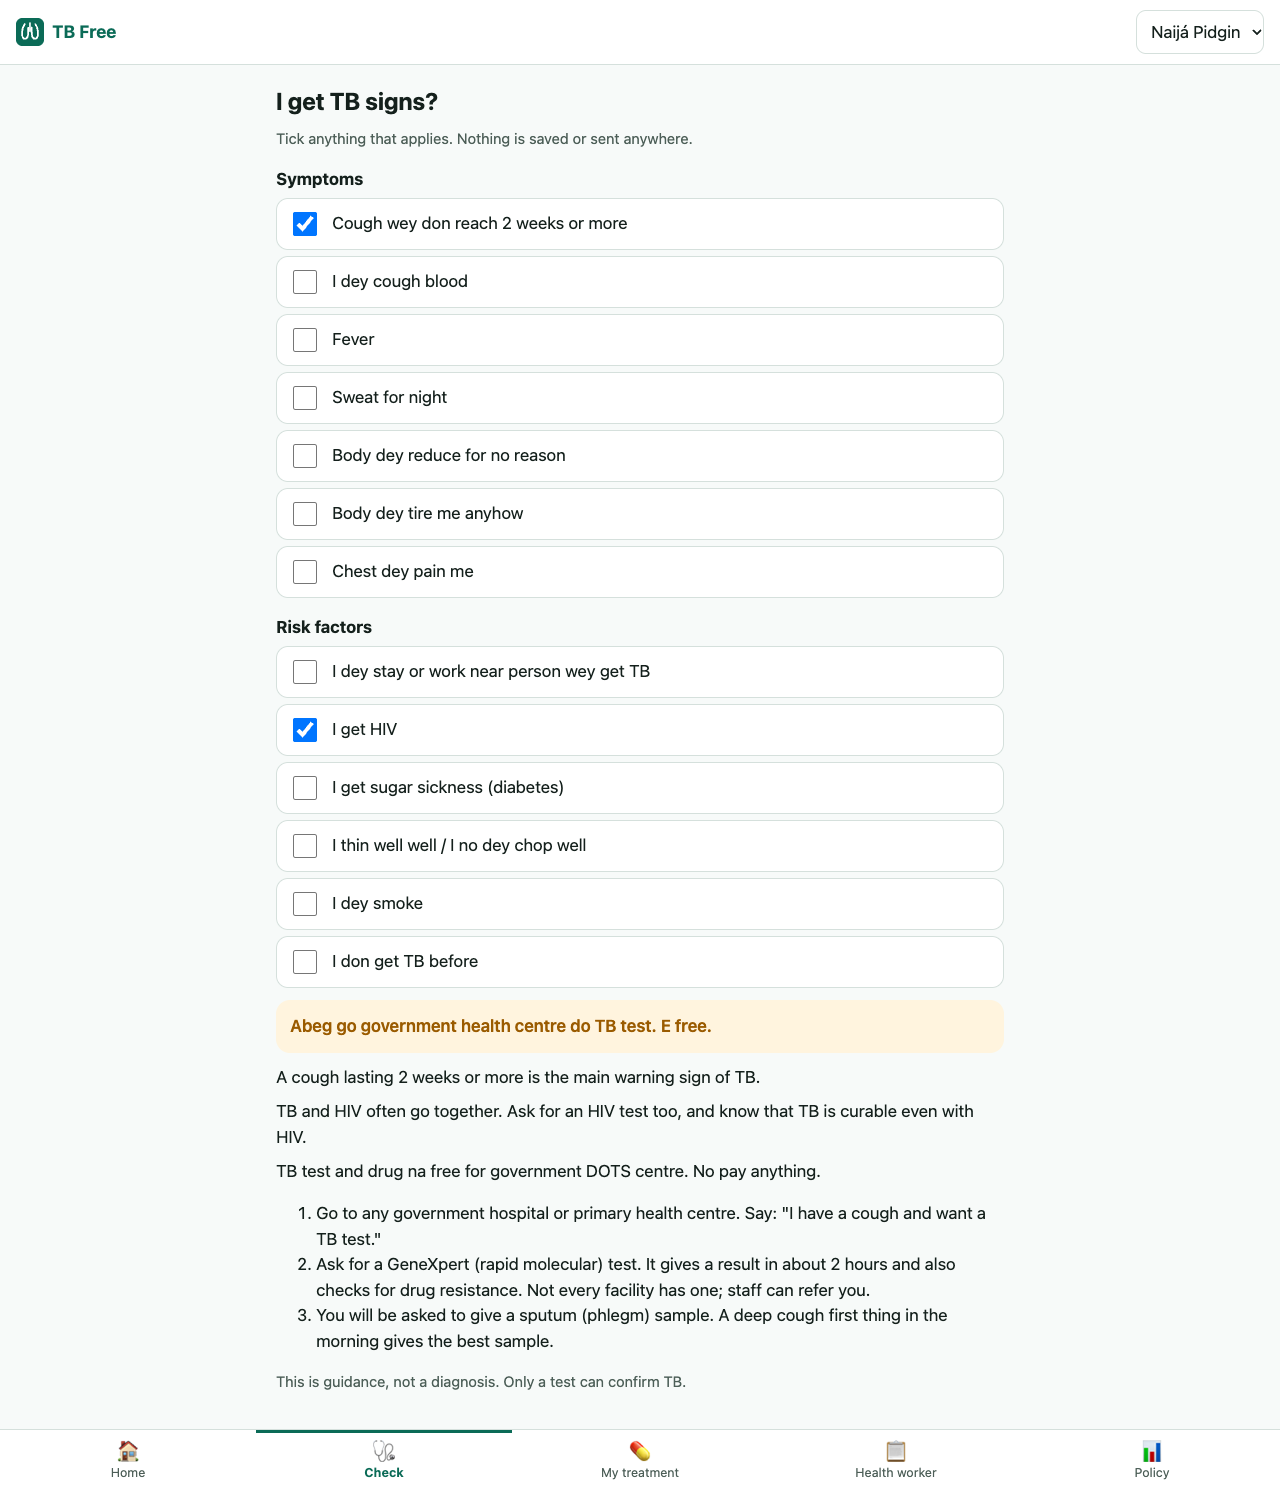 TB Free
Naijá Pidgin
I get TB signs?
Tick anything that applies. Nothing is saved or sent anywhere.
Symptoms
Cough wey don reach 2 weeks or more
I dey cough blood
Fever
Sweat for night
Body dey reduce for no reason
Body dey tire me anyhow
Chest dey pain me
Risk factors
I dey stay or work near person wey get TB
I get HIV
I get sugar sickness (diabetes)
I thin well well / I no dey chop well
I dey smoke
I don get TB before
Abeg go government health centre do TB test. E free.
A cough lasting 2 weeks or more is the main warning sign of TB.
TB and HIV often go together. Ask for an HIV test too, and know that TB is curable even with
HIV.
TB test and drug na free for government DOTS centre. No pay anything.
1. Go to any government hospital or primary health centre. Say: "I have a cough and want a
TB test."
2. Ask for a GeneXpert (rapid molecular) test. It gives a result in about 2 hours and also
checks for drug resistance. Not every facility has one; staff can refer you.
3. You will be asked to give a sputum (phlegm) sample. A deep cough first thing in the
morning gives the best sample.
This is guidance, not a diagnosis. Only a test can confirm TB.
Home
Check
My treatment
Health worker
Policy